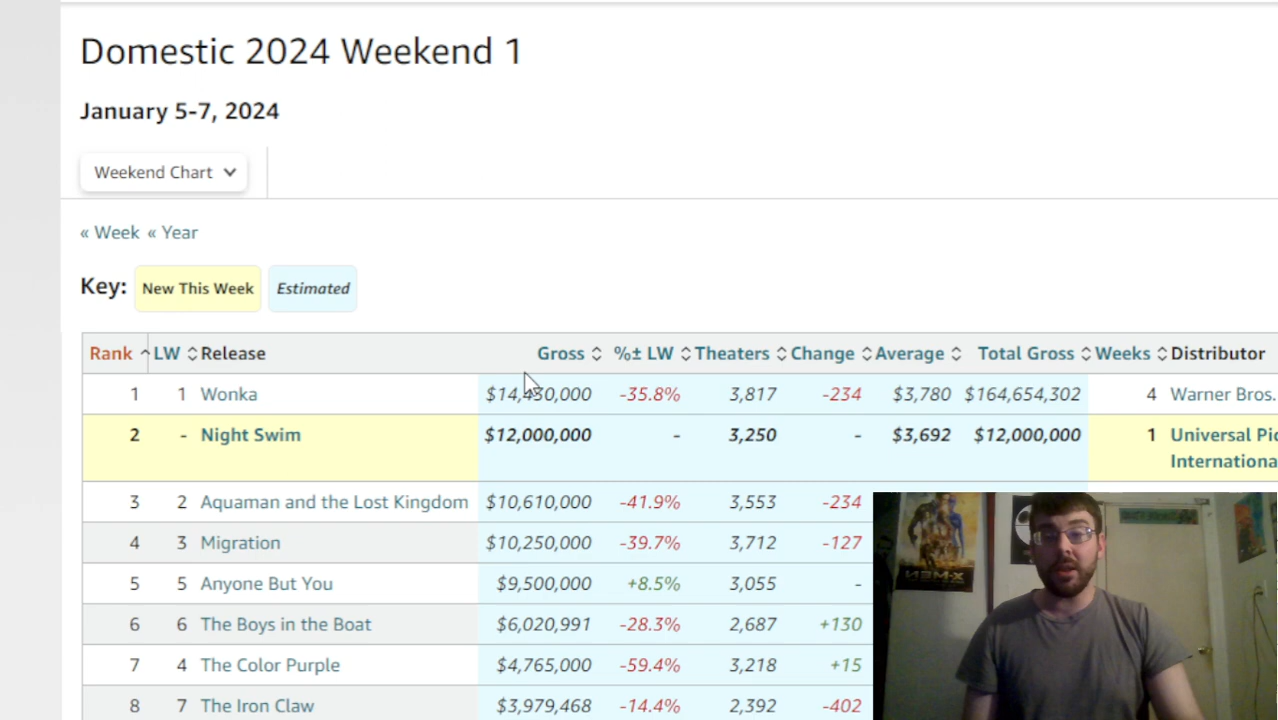 Domestic 2024 Weekend 1
January 5-7, 2024
Weekend Chart
« Week « Year
Key: New This Week Estimated
Rank LW Release Gross %± LW Theaters Change Average Total Gross Weeks Distributor
1 1 Wonka $14,430,000 -35.8% 3,817 -234 $3,780 $164,654,302 4 Warner Bros.
2 - Night Swim $12,000,000 - 3,250 - $3,692 $12,000,000 1 Universal Pic
Internationa
3 2 Aquaman and the Lost Kingdom $10,610,000 -41.9% 3,553 -234
4 3 Migration $10,250,000 -39.7% 3,712 -127
5 5 Anyone But You $9,500,000 +8.5% 3,055 -
6 6 The Boys in the Boat $6,020,991 -28.3% 2,687 +130
7 4 The Color Purple $4,765,000 -59.4% 3,218 +15
8 7 The Iron Claw $3,979,468 -14.4% 2,392 -402